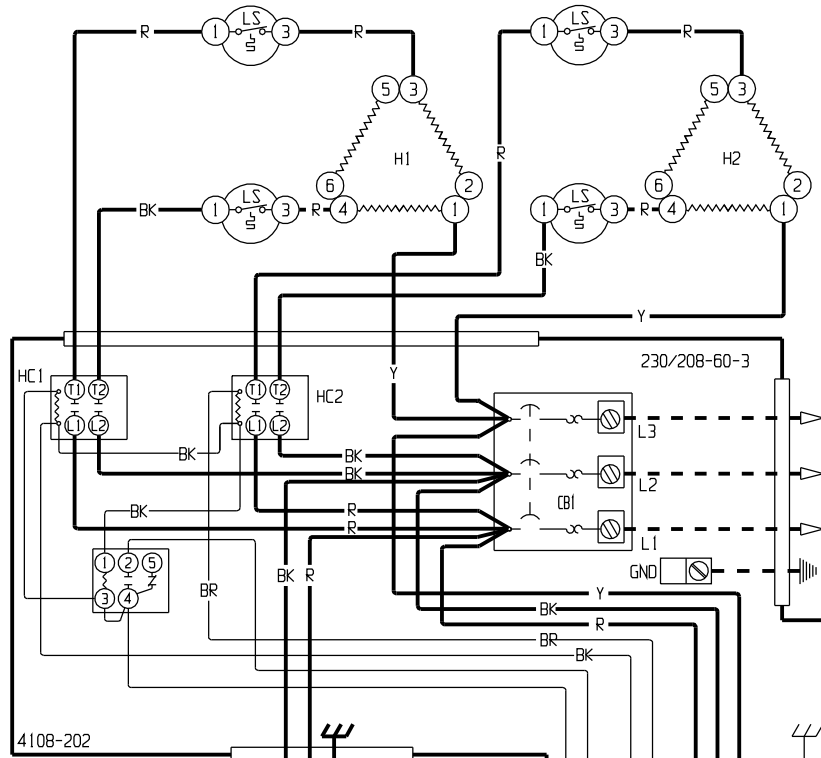 LS LS
1 3 1 3
R R R
5 3 5 3
H1 H2
R
6 2 6 2
LS LS
BK 1 3 R 4 1 1 3 R 4 1
BK
Y
230/208-60-3
HC1 T1 T2 T1 T2 HC2
Y
L1 L2 L1 L2
L3
BK BK
BK
L2
CB1
BK R
R
L1
1 2 5
GND
BK R
BR
3 4
Y
BK
R
BR
BK
4108-202